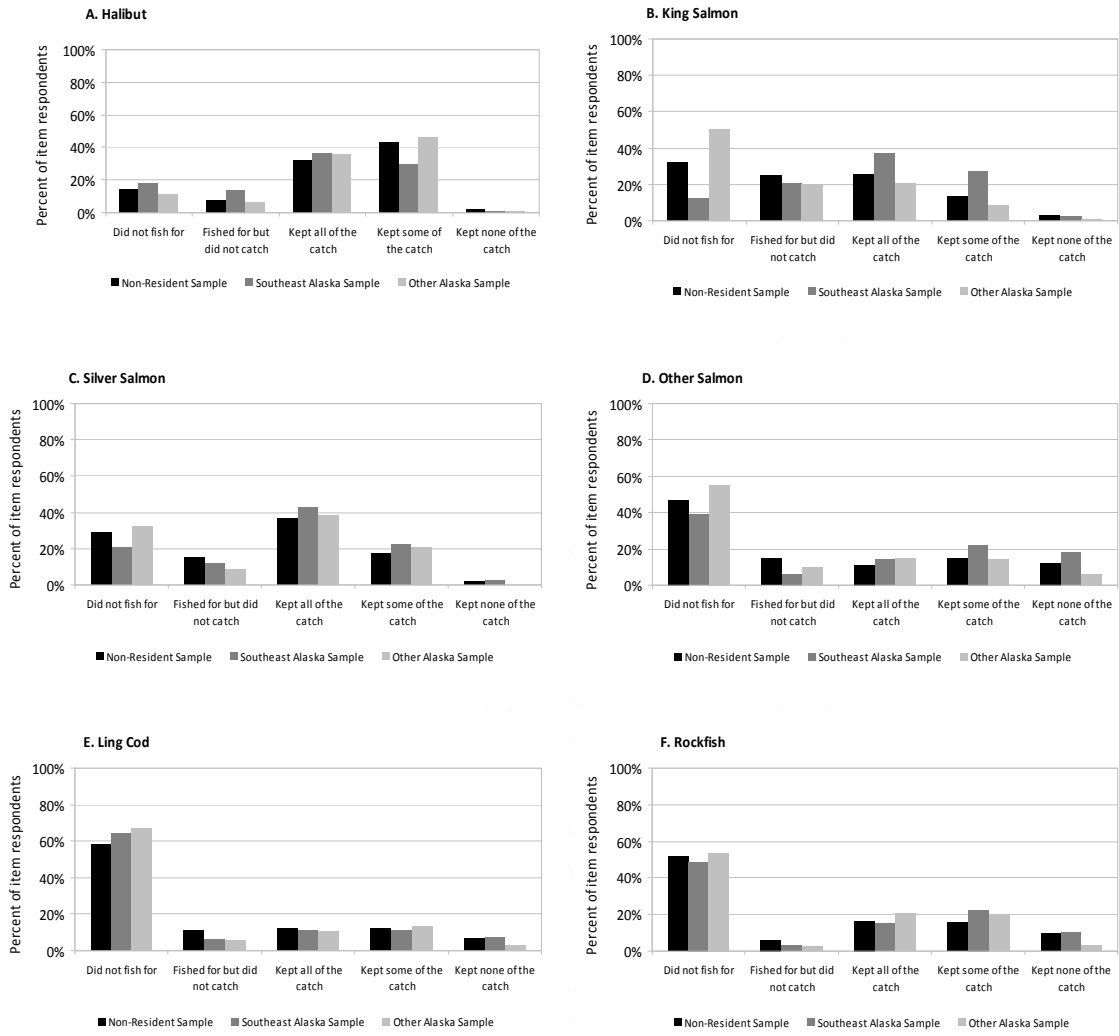 A. Halibut
Percent of item respondents
100%
80%
60%
40%
20%
0%
Did not fish for
Fished for but did not catch
Kept all of the catch
Kept some of the catch
Kept none of the catch
Non-Resident Sample
Southeast Alaska Sample
Other Alaska Sample
B. King Salmon
Percent of item respondents
100%
80%
60%
40%
20%
0%
Did not fish for
Fished for but did not catch
Kept all of the catch
Kept some of the catch
Kept none of the catch
Non-Resident Sample
Southeast Alaska Sample
Other Alaska Sample
C. Silver Salmon
Percent of item respondents
100%
80%
60%
40%
20%
0%
Did not fish for
Fished for but did not catch
Kept all of the catch
Kept some of the catch
Kept none of the catch
Non-Resident Sample
Southeast Alaska Sample
Other Alaska Sample
D. Other Salmon
Percent of item respondents
100%
80%
60%
40%
20%
0%
Did not fish for
Fished for but did not catch
Kept all of the catch
Kept some of the catch
Kept none of the catch
Non-Resident Sample
Southeast Alaska Sample
Other Alaska Sample
E. Ling Cod
Percent of item respondents
100%
80%
60%
40%
20%
0%
Did not fish for
Fished for but did not catch
Kept all of the catch
Kept some of the catch
Kept none of the catch
Non-Resident Sample
Southeast Alaska Sample
Other Alaska Sample
F. Rockfish
Percent of item respondents
100%
80%
60%
40%
20%
0%
Did not fish for
Fished for but did not catch
Kept all of the catch
Kept some of the catch
Kept none of the catch
Non-Resident Sample
Southeast Alaska Sample
Other Alaska Sample